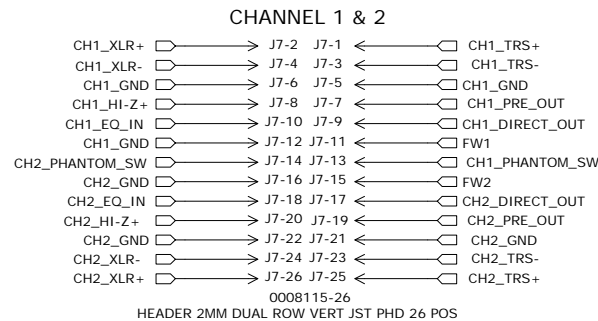 CHANNEL 1 & 2
CH1_XLR+ J7-2 J7-1 CH1_TRS+
CH1_XLR- J7-4 J7-3 CH1_TRS-
CH1_GND J7-6 J7-5 CH1_GND
CH1_HI-Z+ J7-8 J7-7 CH1_PRE_OUT
CH1_EQ_IN J7-10 J7-9 CH1_DIRECT_OUT
CH1_GND J7-12 J7-11 FW1
CH2_PHANTOM_SW J7-14 J7-13 CH1_PHANTOM_SW
CH2_GND J7-16 J7-15 FW2
CH2_EQ_IN J7-18 J7-17 CH2_DIRECT_OUT
CH2_HI-Z+ J7-20 J7-19 CH2_PRE_OUT
CH2_GND J7-22 J7-21 CH2_GND
CH2_XLR- J7-24 J7-23 CH2_TRS-
CH2_XLR+ J7-26 J7-25 CH2_TRS+
0008115-26
HEADER 2MM DUAL ROW VERT JST PHD 26 POS